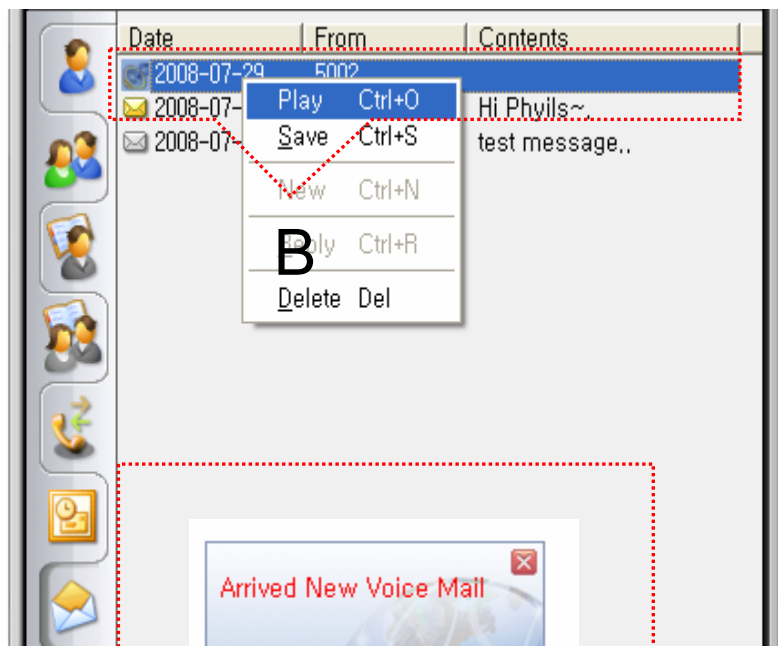 Date From Contents
2008-07-29 5002
2008-07- Hi Phyils~.
2008-07- test message,,
Play Ctrl+O
Save Ctrl+S
New Ctrl+N
Reply Ctrl+R
B
Delete Del
Arrived New Voice Mail